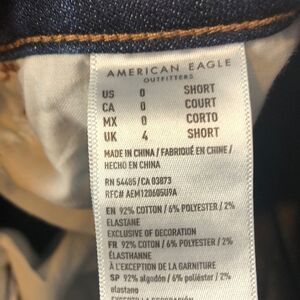 AMERICAN EAGLE
OUTFITTERS
US 0 SHORT
CA 0 COURT
MX 0 CORTO
UK 4 SHORT
MADE IN CHINA / FABRIQUÉ EN CHINE /
HECHO EN CHINA
RN 54485/CA 03873
RFC# AEM120605U9A
EN 92% COTTON / 6% POLYESTER / 2%
ELASTANE
EXCLUSIVE OF DECORATION
FR 92% COTTON / 6% POLYESTER / 2%
ÉLASTHANNE
À L'EXCEPTION DE LA GARNITURE
SP 92% algodón / 6% poliéster / 2%
elastano